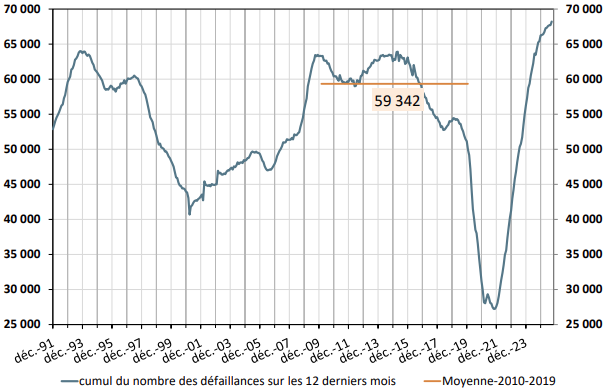 70 000 70 000
65 000 65 000
60 000 60 000
55 000 55 000
59 342
50 000 50 000
45 000 45 000
40 000 40 000
35 000 35 000
30 000 30 000
25 000 25 000
déc.-91 déc.-93 déc.-95 déc.-97 déc.-99 déc.-01 déc.-03 déc.-05 déc.-07 déc.-09 déc.-11 déc.-13 déc.-15 déc.-17 déc.-19 déc.-21 déc.-23
cumul du nombre des défaillances sur les 12 derniers mois Moyenne-2010-2019